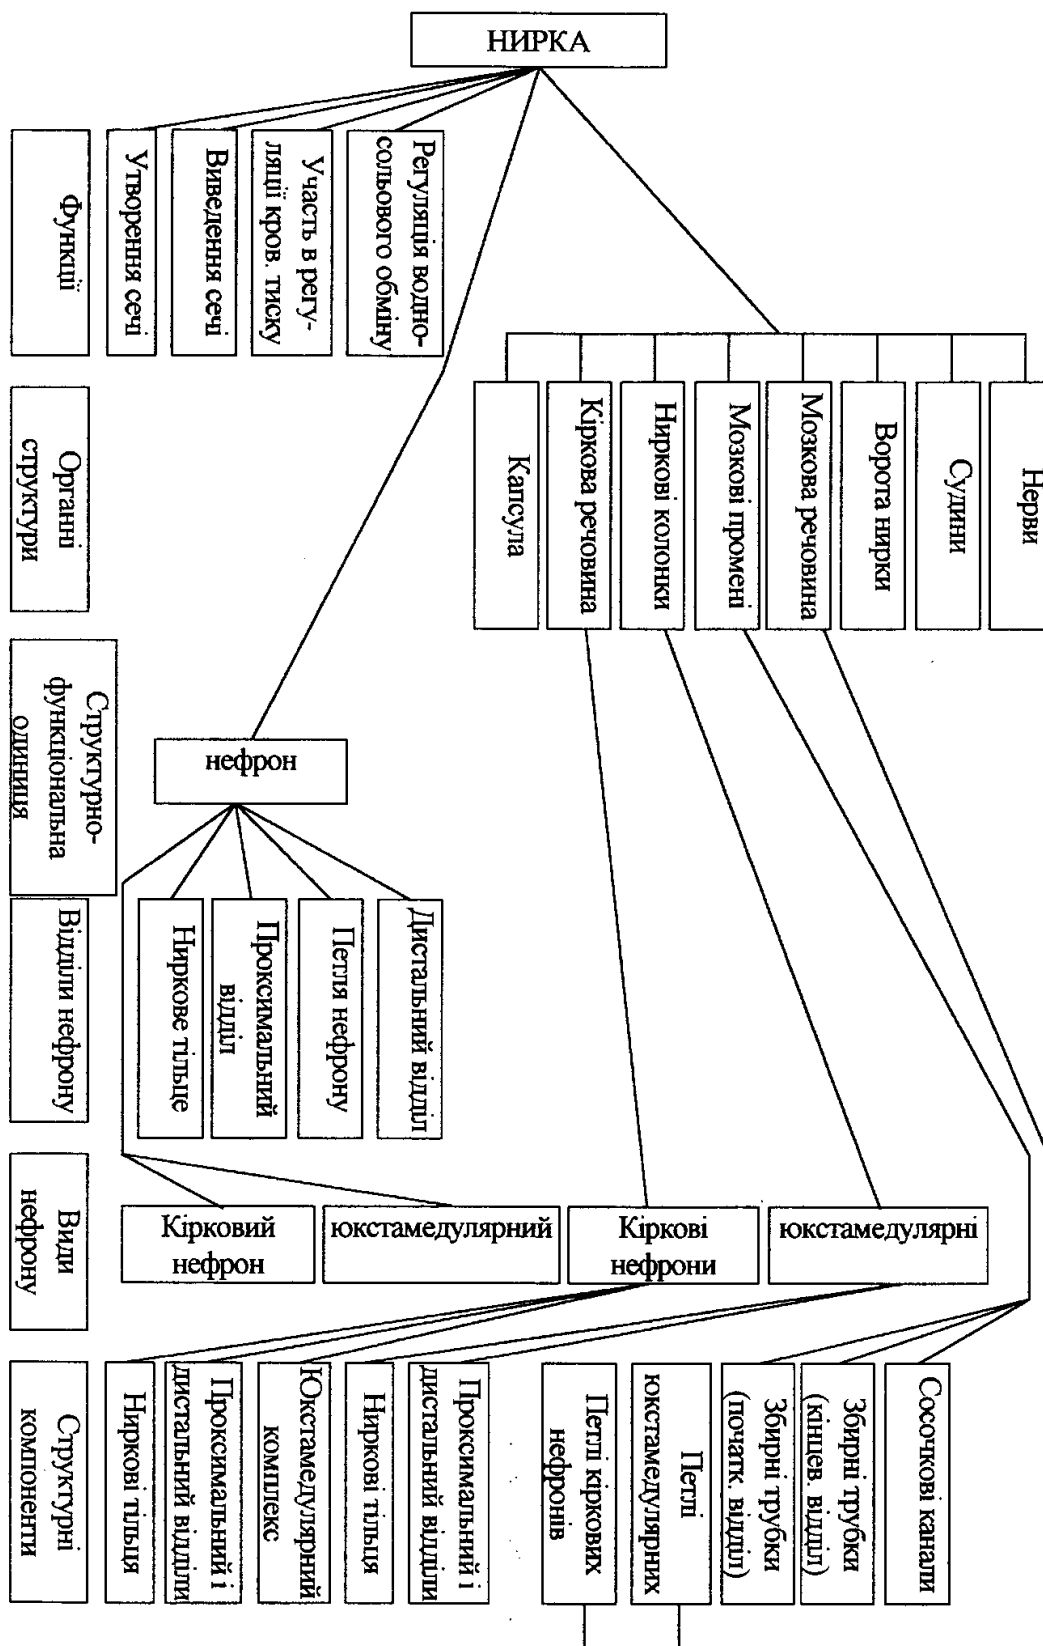 НИРКА
Функції
Утворення сечі
Виведення сечі
Участь в регу-
ляції кров. тиску
Регуляція водно-
сольового обміну
Органні
структури
Капсула
Кіркова речовина
Ниркові колонки
Мозкові промені
Мозкова речовина
Ворота нирки
Судини
Нерви
Структурно-
функціональна
одиниця
нефрон
Відділи нефрону
Ниркове тільце
Проксимальний
відділ
Петля нефрону
Дистальний відділ
Види
нефрону
Кірковий
нефрон
юкстамедулярний
Кіркові
нефрони
юкстамедулярні
Структурні
компоненти
Ниркові тільця
Проксимальний і
дистальний відділи
Юкстамедулярний
комплекс
Ниркові тільця
Проксимальний і
дистальний відділи
Петлі кіркових
нефронів
Петлі
юкстамедулярних
Збирні трубки
(початк. відділ)
Збирні трубки
(кінцев. відділ)
Сосочкові канали